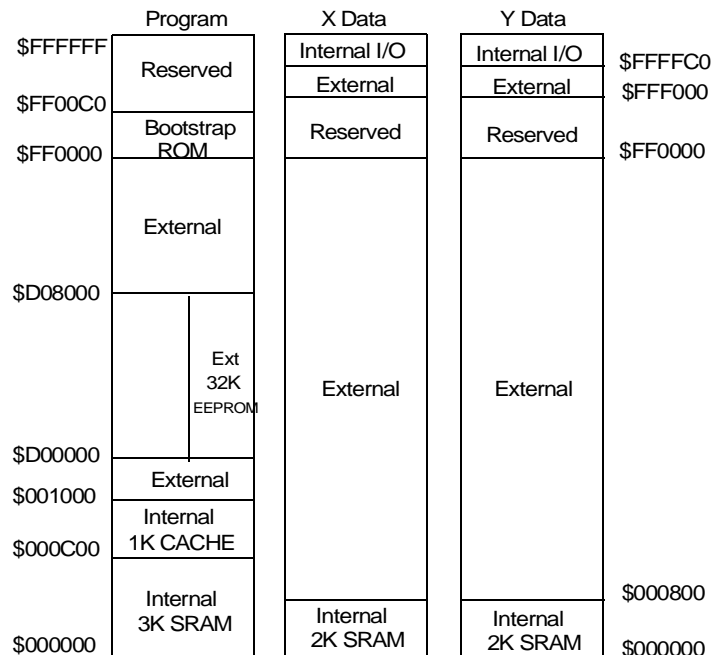 Program X Data Y Data
$FFFFFF
Reserved
$FF00C0
Bootstrap
ROM
$FF0000
External
$D08000
Ext
32K
EEPROM
$D00000
External
$001000
Internal
1K CACHE
$000C00
Internal
3K SRAM
$000000
Internal I/O
External
Reserved
External
Internal
2K SRAM
Internal I/O
External
Reserved
External
Internal
2K SRAM
$FFFFC0
$FFF000
$FF0000
$000800
$000000